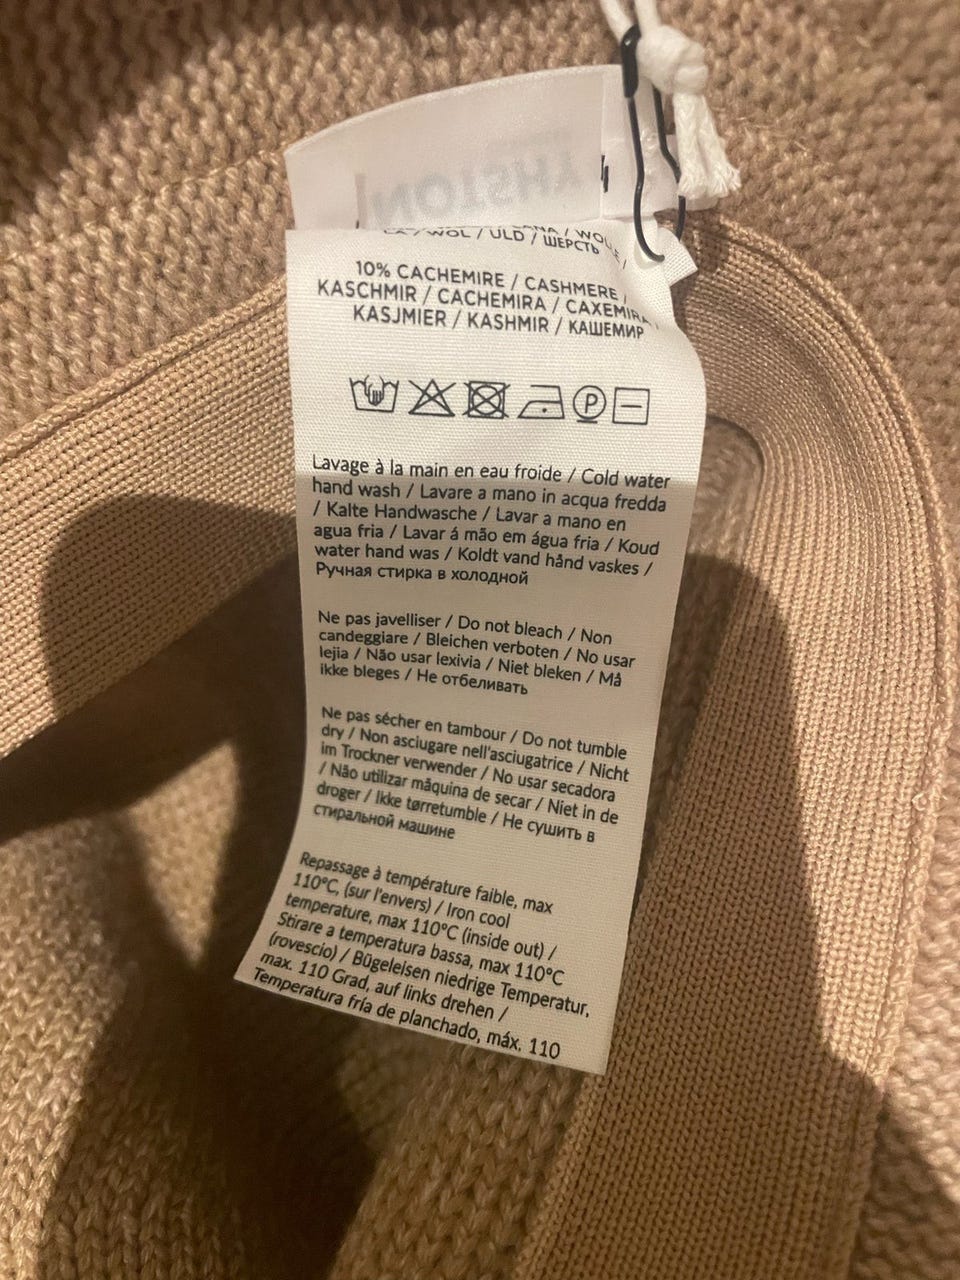 NOTSHY
4
WOL / ULD / ШЕРСТЬ
10% CACHEMIRE / CASHMERE /
KASCHMIR / CACHEMIRA / CAXEMIRA /
KASJMIER / KASHMIR / КАШЕМИР
P
Lavage à la main en eau froide / Cold water
hand wash / Lavare a mano in acqua fredda
/ Kalte Handwasche / Lavar a mano en
agua fria / Lavar á mão em água fria / Koud
water hand was / Koldt vand hånd vaskes /
Ручная стирка в холодной
Ne pas javelliser / Do not bleach / Non
candeggiare / Bleichen verboten / No usar
lejia / Não usar lexivia / Niet bleken / Må
ikke bleges / Не отбеливать
Ne pas sécher en tambour / Do not tumble
dry / Non asciugare nell'asciugatrice / Nicht
im Trockner verwender / No usar secadora
/ Não utilizar mâquina de secar / Niet in de
droger / Ikke tørretumble / Не сушить в
стиральной машине
Repassage à température faible, max
110°C, (sur l'envers) / Iron cool
temperature, max 110°C (inside out) /
Stirare a temperatura bassa, max 110°C
(rovescio) / Bügeleisen niedrige Temperatur,
max. 110 Grad, auf links drehen /
Temperatura fría de planchado, máx. 110